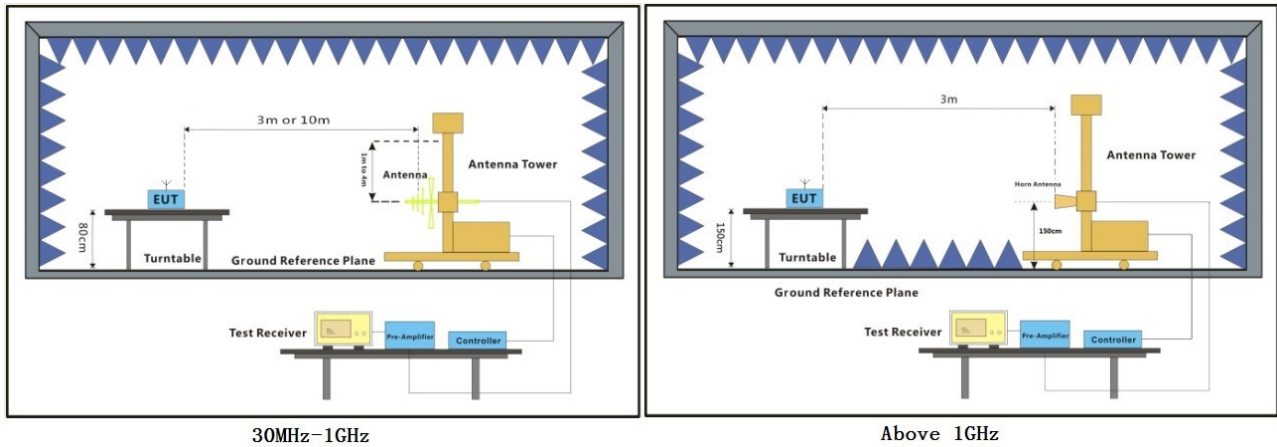 3m or 10m
1m to 4m
Antenna
Antenna Tower
EUT
80cm
Turntable
Ground Reference Plane
Test Receiver
Pre-Amplifier
Controller
30MHz-1GHz
3m
Antenna Tower
Horn Antenna
EUT
150cm
150cm
Turntable
Ground Reference Plane
Test Receiver
Pre-Amplifier
Controller
Above 1GHz